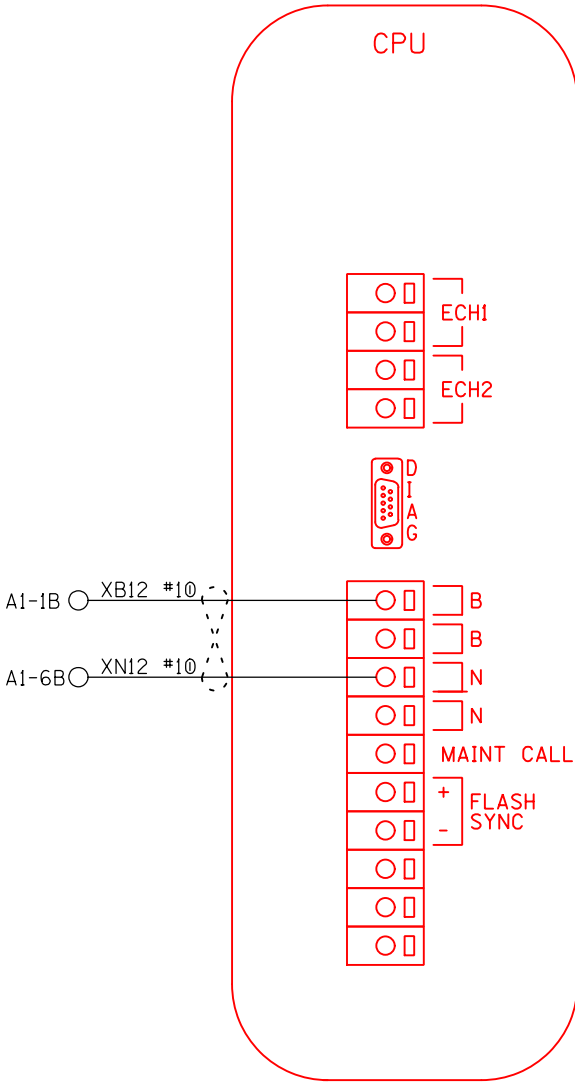 CPU
ECH1
ECH2
D
I
A
G
A1-1B XB12 #10 B
B
A1-6B XN12 #10 N
N
MAINT CALL
+ FLASH
- SYNC